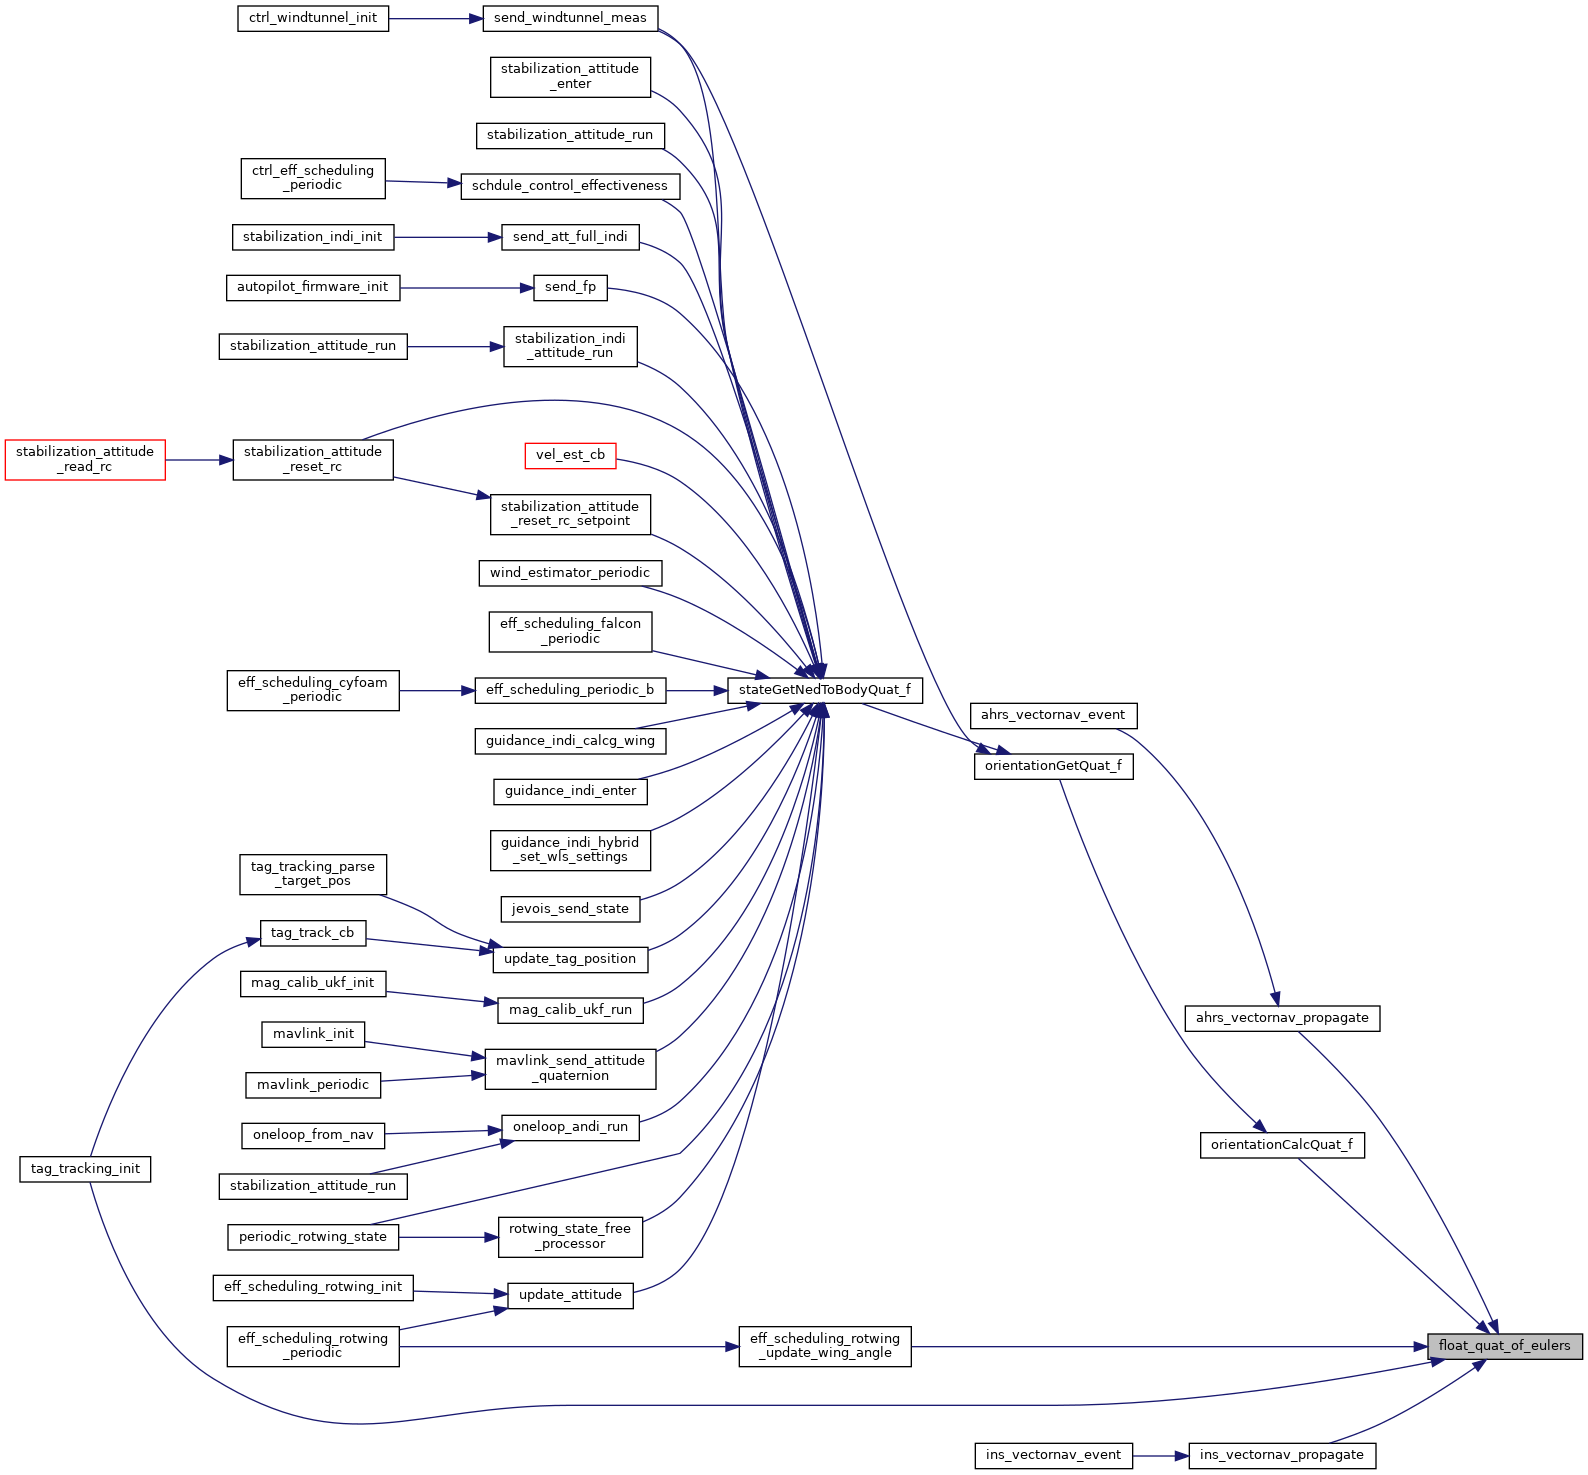 ctrl_windtunnel_init
send_windtunnel_meas
stabilization_attitude
_enter
stabilization_attitude_run
ctrl_eff_scheduling
_periodic
schdule_control_effectiveness
stabilization_indi_init
send_att_full_indi
autopilot_firmware_init
send_fp
stabilization_attitude_run
stabilization_indi
_attitude_run
stabilization_attitude
_read_rc
stabilization_attitude
_reset_rc
vel_est_cb
stabilization_attitude
_reset_rc_setpoint
wind_estimator_periodic
eff_scheduling_falcon
_periodic
eff_scheduling_cyfoam
_periodic
eff_scheduling_periodic_b
stateGetNedToBodyQuat_f
ahrs_vectornav_event
guidance_indi_calcg_wing
orientationGetQuat_f
guidance_indi_enter
guidance_indi_hybrid
_set_wls_settings
tag_tracking_parse
_target_pos
jevois_send_state
tag_track_cb
update_tag_position
mag_calib_ukf_init
mag_calib_ukf_run
ahrs_vectornav_propagate
mavlink_init
mavlink_send_attitude
_quaternion
mavlink_periodic
oneloop_from_nav
oneloop_andi_run
orientationCalcQuat_f
tag_tracking_init
stabilization_attitude_run
periodic_rotwing_state
rotwing_state_free
_processor
eff_scheduling_rotwing_init
update_attitude
eff_scheduling_rotwing
_periodic
eff_scheduling_rotwing
_update_wing_angle
float_quat_of_eulers
ins_vectornav_event
ins_vectornav_propagate